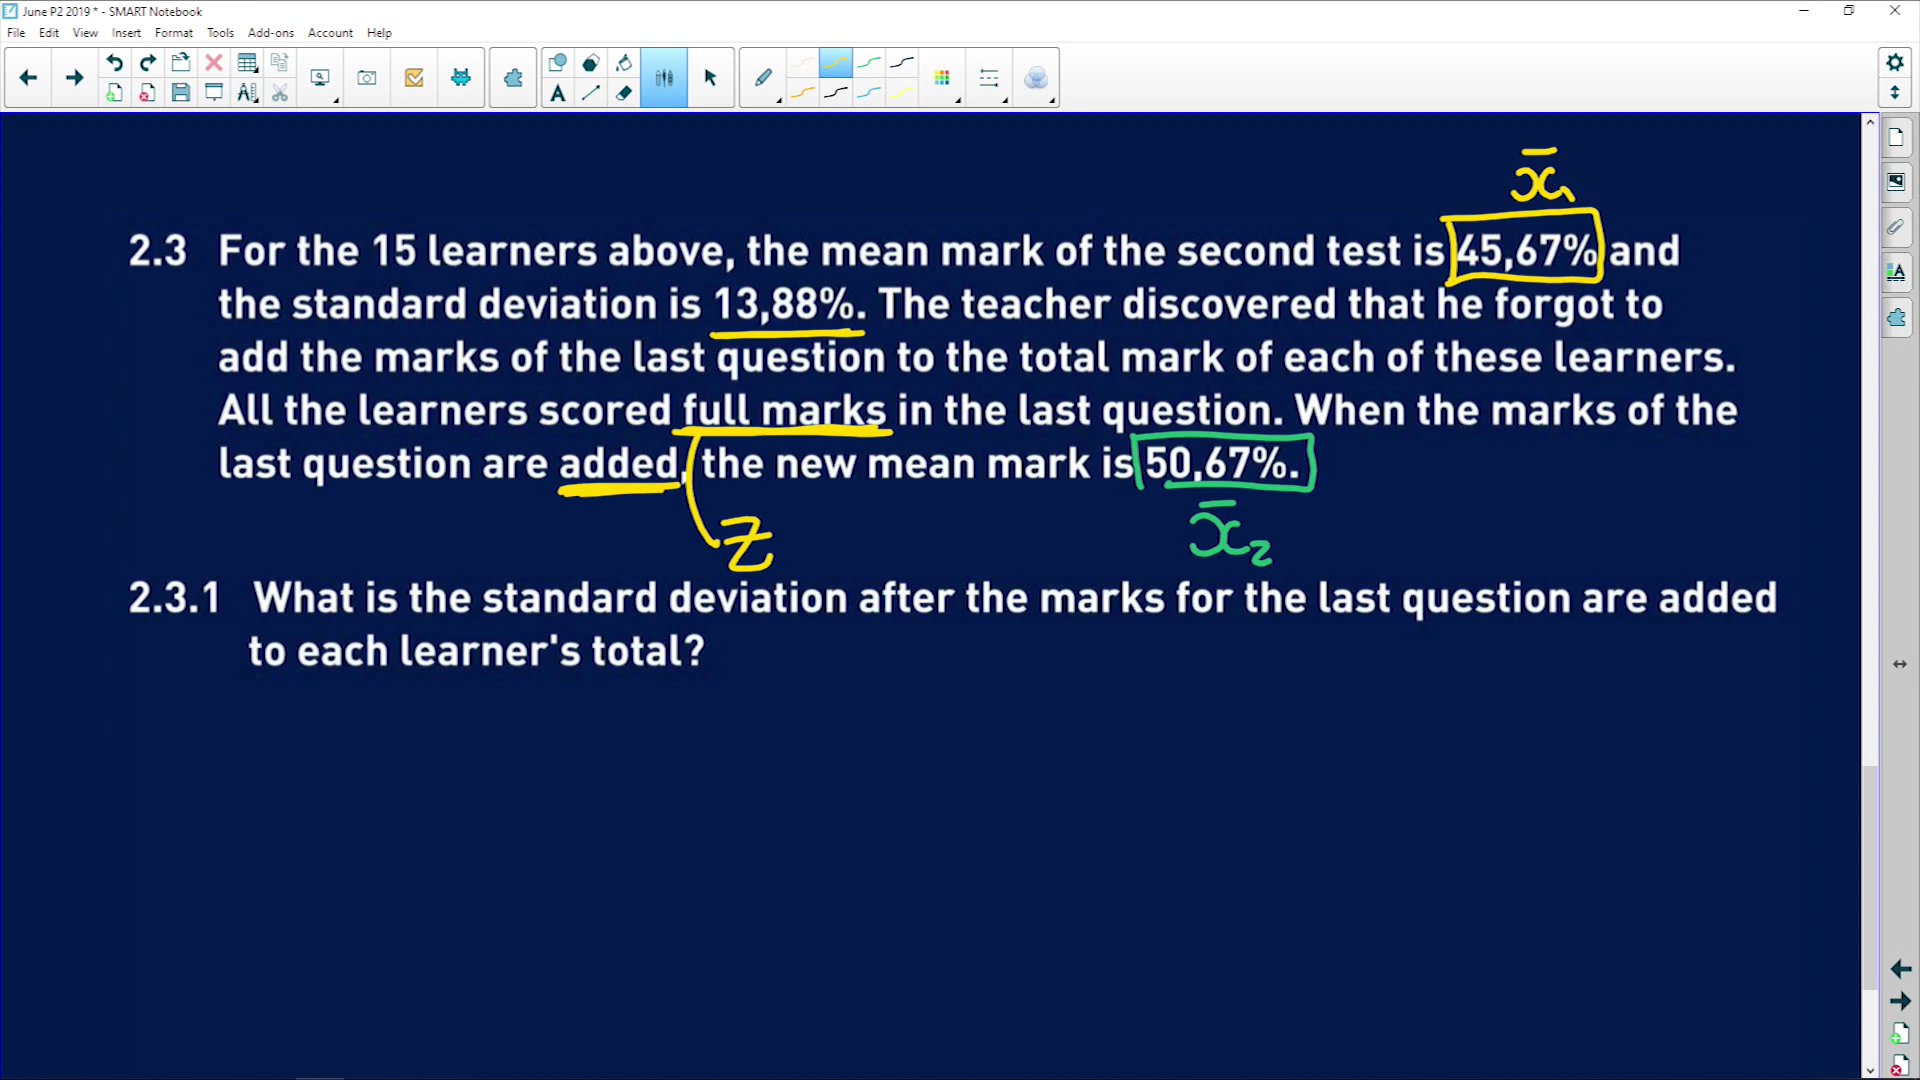 June P2 2019 * - SMART Notebook
File Edit View Insert Format Tools Add-ons Account Help
x̄₁
2.3 For the 15 learners above, the mean mark of the second test is 45,67% and
the standard deviation is 13,88%. The teacher discovered that he forgot to
add the marks of the last question to the total mark of each of these learners.
All the learners scored full marks in the last question. When the marks of the
last question are added, the new mean mark is 50,67%.
z
x̄₂
2.3.1 What is the standard deviation after the marks for the last question are added
to each learner's total?